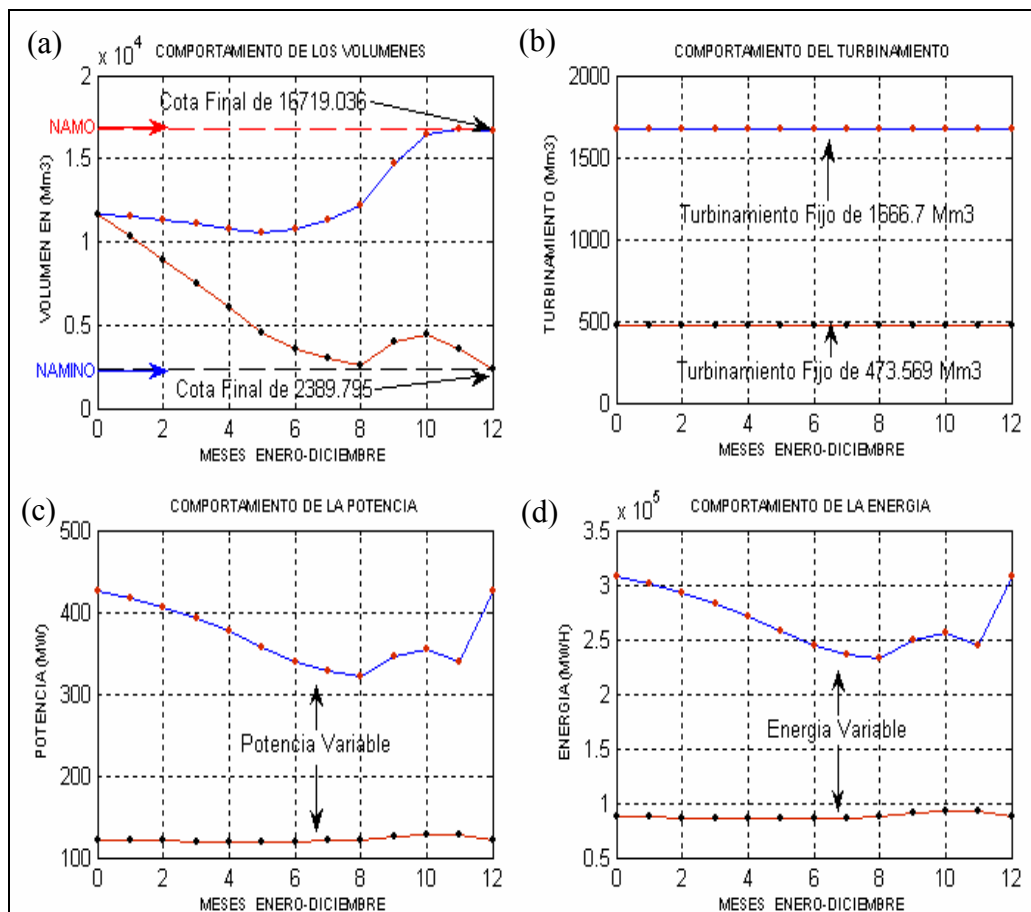 (a)
COMPORTAMIENTO DE LOS VOLUMENES
x 10^4
VOLUMEN EN (Mm3)
2
1.5
1
0.5
0
NAMO
Cota Final de 16719.036
NAMINO
Cota Final de 2389.795
0 2 4 6 8 10 12
MESES ENERO-DICIEMBRE
(b)
COMPORTAMIENTO DEL TURBINAMIENTO
TURBINAMIENTO (Mm3)
2000
1500
1000
500
0
Turbinamiento Fijo de 1666.7 Mm3
Turbinamiento Fijo de 473.569 Mm3
0 2 4 6 8 10 12
MESES ENERO-DICIEMBRE
(c)
COMPORTAMIENTO DE LA POTENCIA
POTENCIA (MW)
500
400
300
200
100
Potencia Variable
0 2 4 6 8 10 12
MESES ENERO-DICIEMBRE
(d)
COMPORTAMIENTO DE LA ENERGIA
x 10^5
ENERGIA (MWH)
3.5
3
2.5
2
1.5
1
0.5
Energia Variable
0 2 4 6 8 10 12
MESES ENERO-DICIEMBRE